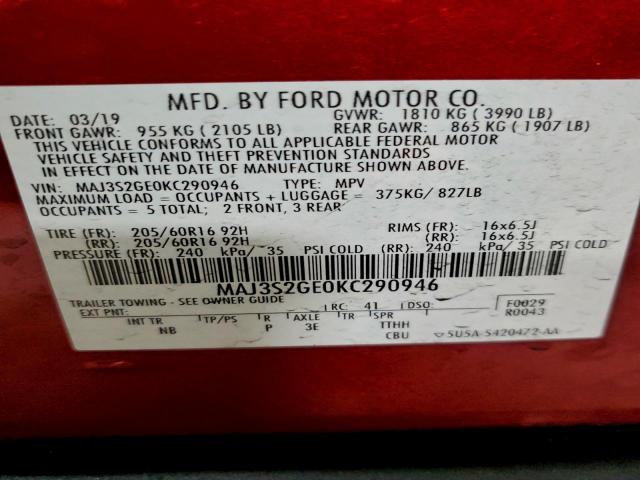 MFD. BY FORD MOTOR CO.
DATE: 03/19 GVWR: 1810 KG ( 3990 LB)
FRONT GAWR: 955 KG ( 2105 LB) REAR GAWR: 865 KG ( 1907 LB)
THIS VEHICLE CONFORMS TO ALL APPLICABLE FEDERAL MOTOR
VEHICLE SAFETY AND THEFT PREVENTION STANDARDS
IN EFFECT ON THE DATE OF MANUFACTURE SHOWN ABOVE.
VIN: MAJ3S2GE0KC290946 TYPE: MPV
MAXIMUM LOAD = OCCUPANTS + LUGGAGE = 375KG/ 827LB
OCCUPANTS = 5 TOTAL; 2 FRONT, 3 REAR
TIRE (FR): 205/60R16 92H RIMS (FR): 16x6.5J
(RR): 205/60R16 92H (RR): 16x6.5J
PRESSURE (FR): 240 kPa/ 35 PSI COLD (RR): 240 kPa/ 35 PSI COLD
MAJ3S2GE0KC290946
TRAILER TOWING - SEE OWNER GUIDE
EXT PNT: RC: 41 DSO: F0029
R0043
INT TR TP/PS R AXLE TR SPR
NB P 3E TTHH
CBU 5U5A-5420472-AA